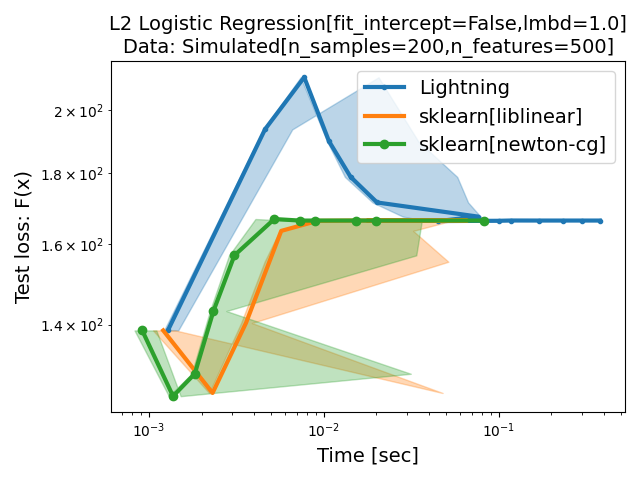 L2 Logistic Regression[fit_intercept=False,lmbd=1.0]
Data: Simulated[n_samples=200,n_features=500]
Lightning
sklearn[liblinear]
sklearn[newton-cg]
2 × 10²
1.8 × 10²
1.6 × 10²
1.4 × 10²
Test loss: F(x)
10⁻³
10⁻²
10⁻¹
Time [sec]